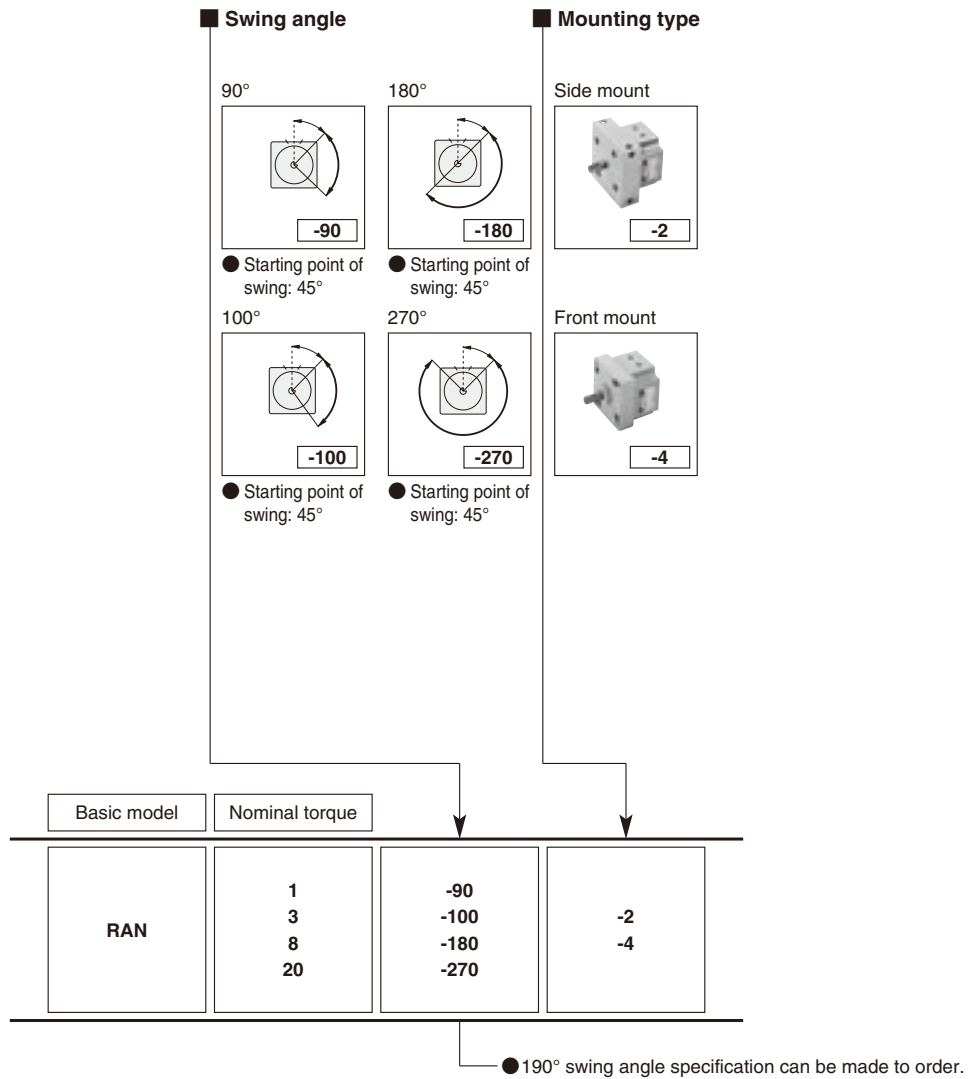 ■ Swing angle
■ Mounting type
90°
180°
Side mount
-90
-180
-2
● Starting point of
swing: 45°
● Starting point of
swing: 45°
100°
270°
Front mount
-100
-270
-4
● Starting point of
swing: 45°
● Starting point of
swing: 45°
Basic model
Nominal torque
RAN
1
3
8
20
-90
-100
-180
-270
-2
-4
●190° swing angle specification can be made to order.